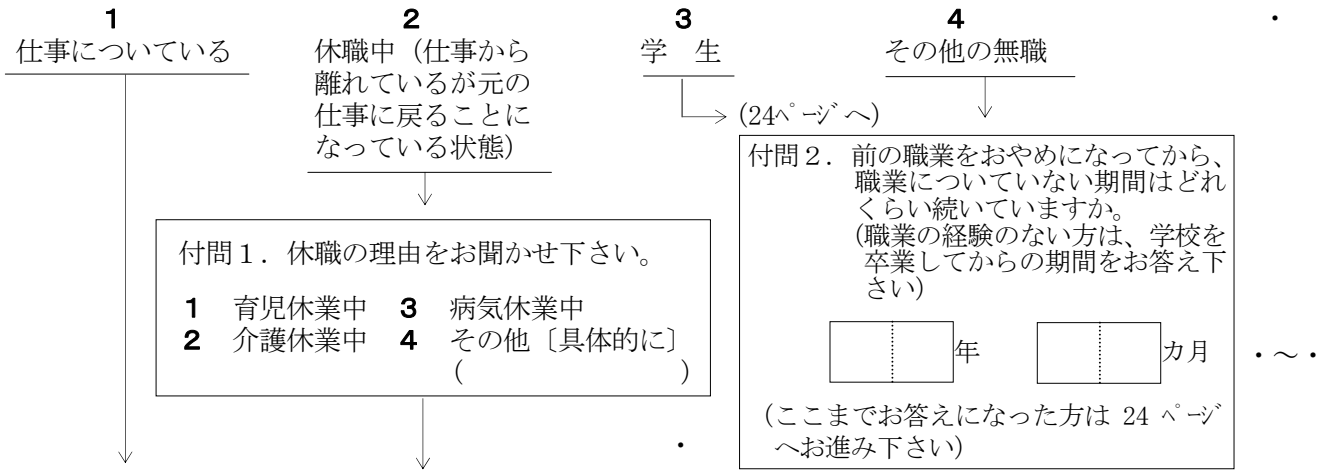 1
仕事についている
2
休職中（仕事から
離れているが元の
仕事に戻ることに
なっている状態）
3
学　生
(24ﾍﾟｰｼﾞへ)
4
その他の無職
付問１．休職の理由をお聞かせ下さい。
1　育児休業中　3　病気休業中
2　介護休業中　4　その他〔具体的に〕
(　　　　　　　)
付問２．前の職業をおやめになってから、
職業についていない期間はどれ
くらい続いていますか。
(職業の経験のない方は、学校を
卒業してからの期間をお答え下
さい)
年　カ月
・～・
(ここまでお答えになった方は 24 ﾍﾟｰｼﾞ
へお進み下さい)